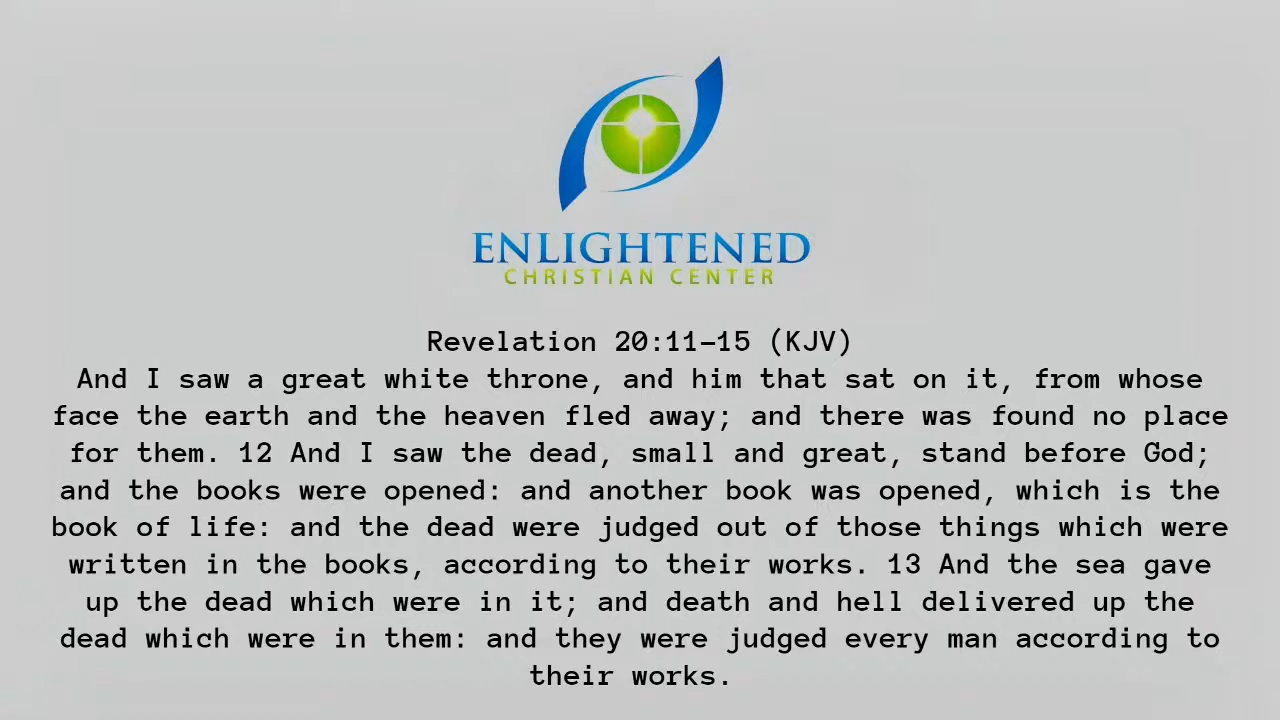 ENLIGHTENED
CHRISTIAN CENTER
Revelation 20:11-15 (KJV)
And I saw a great white throne, and him that sat on it, from whose
face the earth and the heaven fled away; and there was found no place
for them. 12 And I saw the dead, small and great, stand before God;
and the books were opened: and another book was opened, which is the
book of life: and the dead were judged out of those things which were
written in the books, according to their works. 13 And the sea gave
up the dead which were in it; and death and hell delivered up the
dead which were in them: and they were judged every man according to
their works.